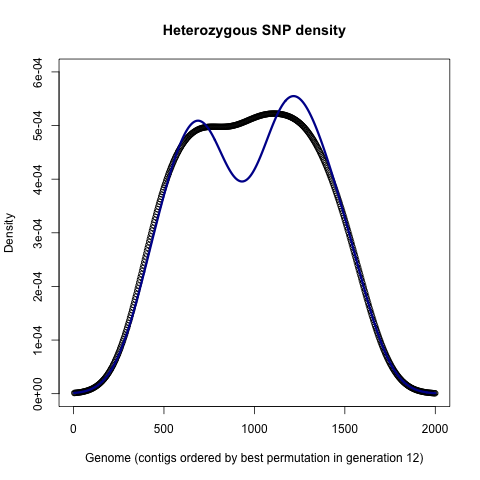 Heterozygous SNP density
6e-04
5e-04
4e-04
3e-04
2e-04
1e-04
0e+00
Density
0 500 1000 1500 2000
Genome (contigs ordered by best permutation in generation 12)